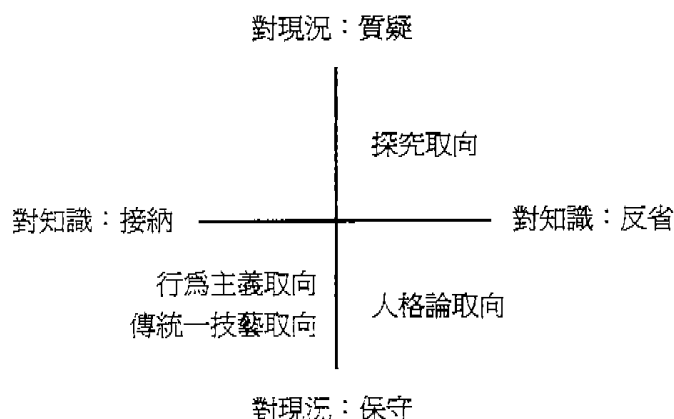 對現況：質疑
探究取向
對知識：接納
對知識：反省
行為主義取向
傳統一技藝取向
人格論取向
對現況：保守